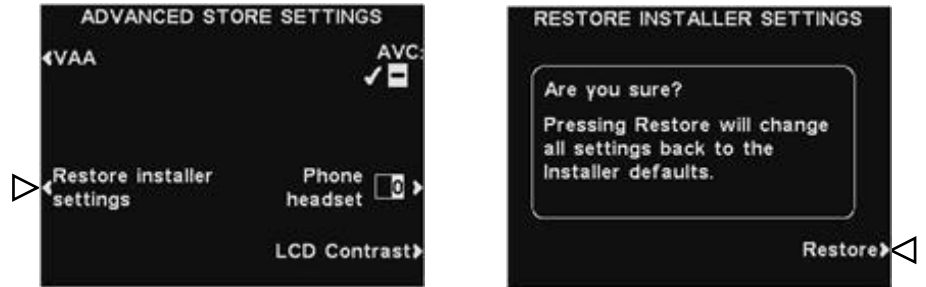 ADVANCED STORE SETTINGS
VAA
AVC:
Restore installer
settings
Phone
headset
0
LCD Contrast
RESTORE INSTALLER SETTINGS
Are you sure?
Pressing Restore will change
all settings back to the
Installer defaults.
Restore